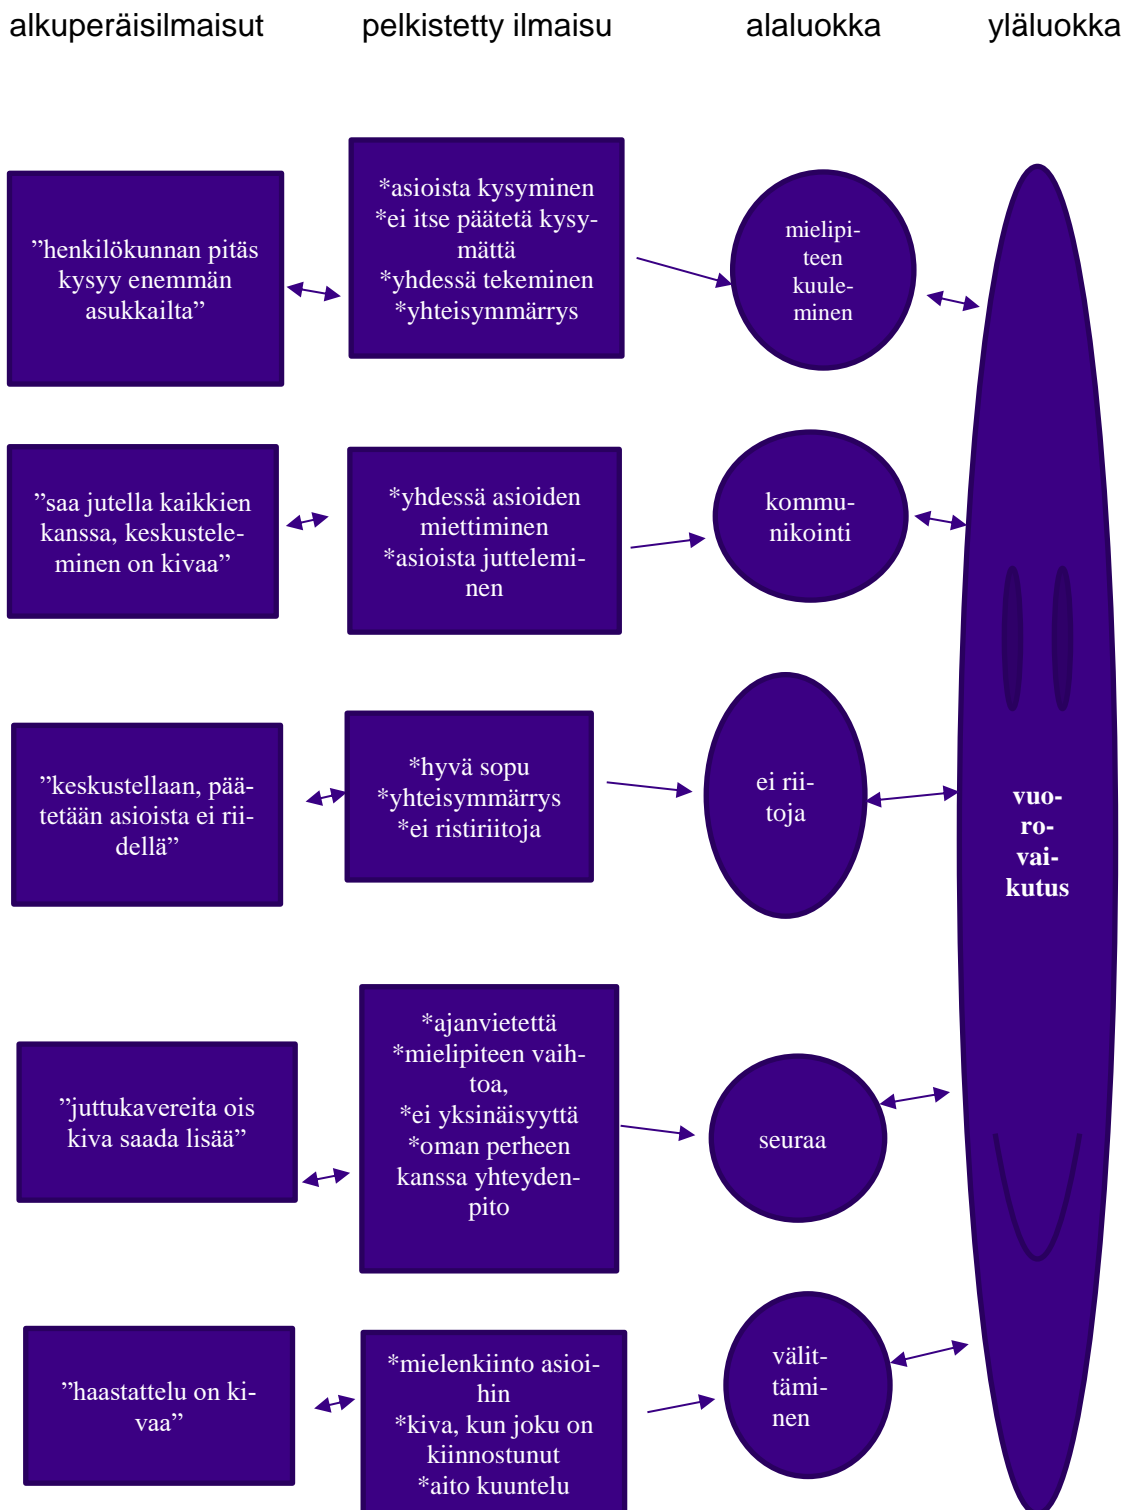 alkuperäisilmaisut
pelkistetty ilmaisu
alaluokka
yläluokka
”henkilökunnan pitäs
kysyy enemmän
asukkailta”
*asioista kysyminen
*ei itse päätetä kysy-
mättä
*yhdessä tekeminen
*yhteisymmärrys
mielipi-
teen
kuule-
minen
”saa jutella kaikkien
kanssa, keskustele-
minen on kivaa”
*yhdessä asioiden
miettiminen
*asioista juttelemi-
nen
kommu-
nikointi
”keskustellaan, pää-
tetään asioista ei rii-
dellä”
*hyvä sopu
*yhteisymmärrys
*ei ristiriitoja
ei rii-
toja
vuo-
ro-
vai-
kutus
”juttukavereita ois
kiva saada lisää”
*ajanvietettä
*mielipiteen vaih-
toa,
*ei yksinäisyyttä
*oman perheen
kanssa yhteyden-
pito
seuraa
”haastattelu on ki-
vaa”
*mielenkiinto asioi-
hin
*kiva, kun joku on
kiinnostunut
*aito kuuntelu
välit-
tämi-
nen